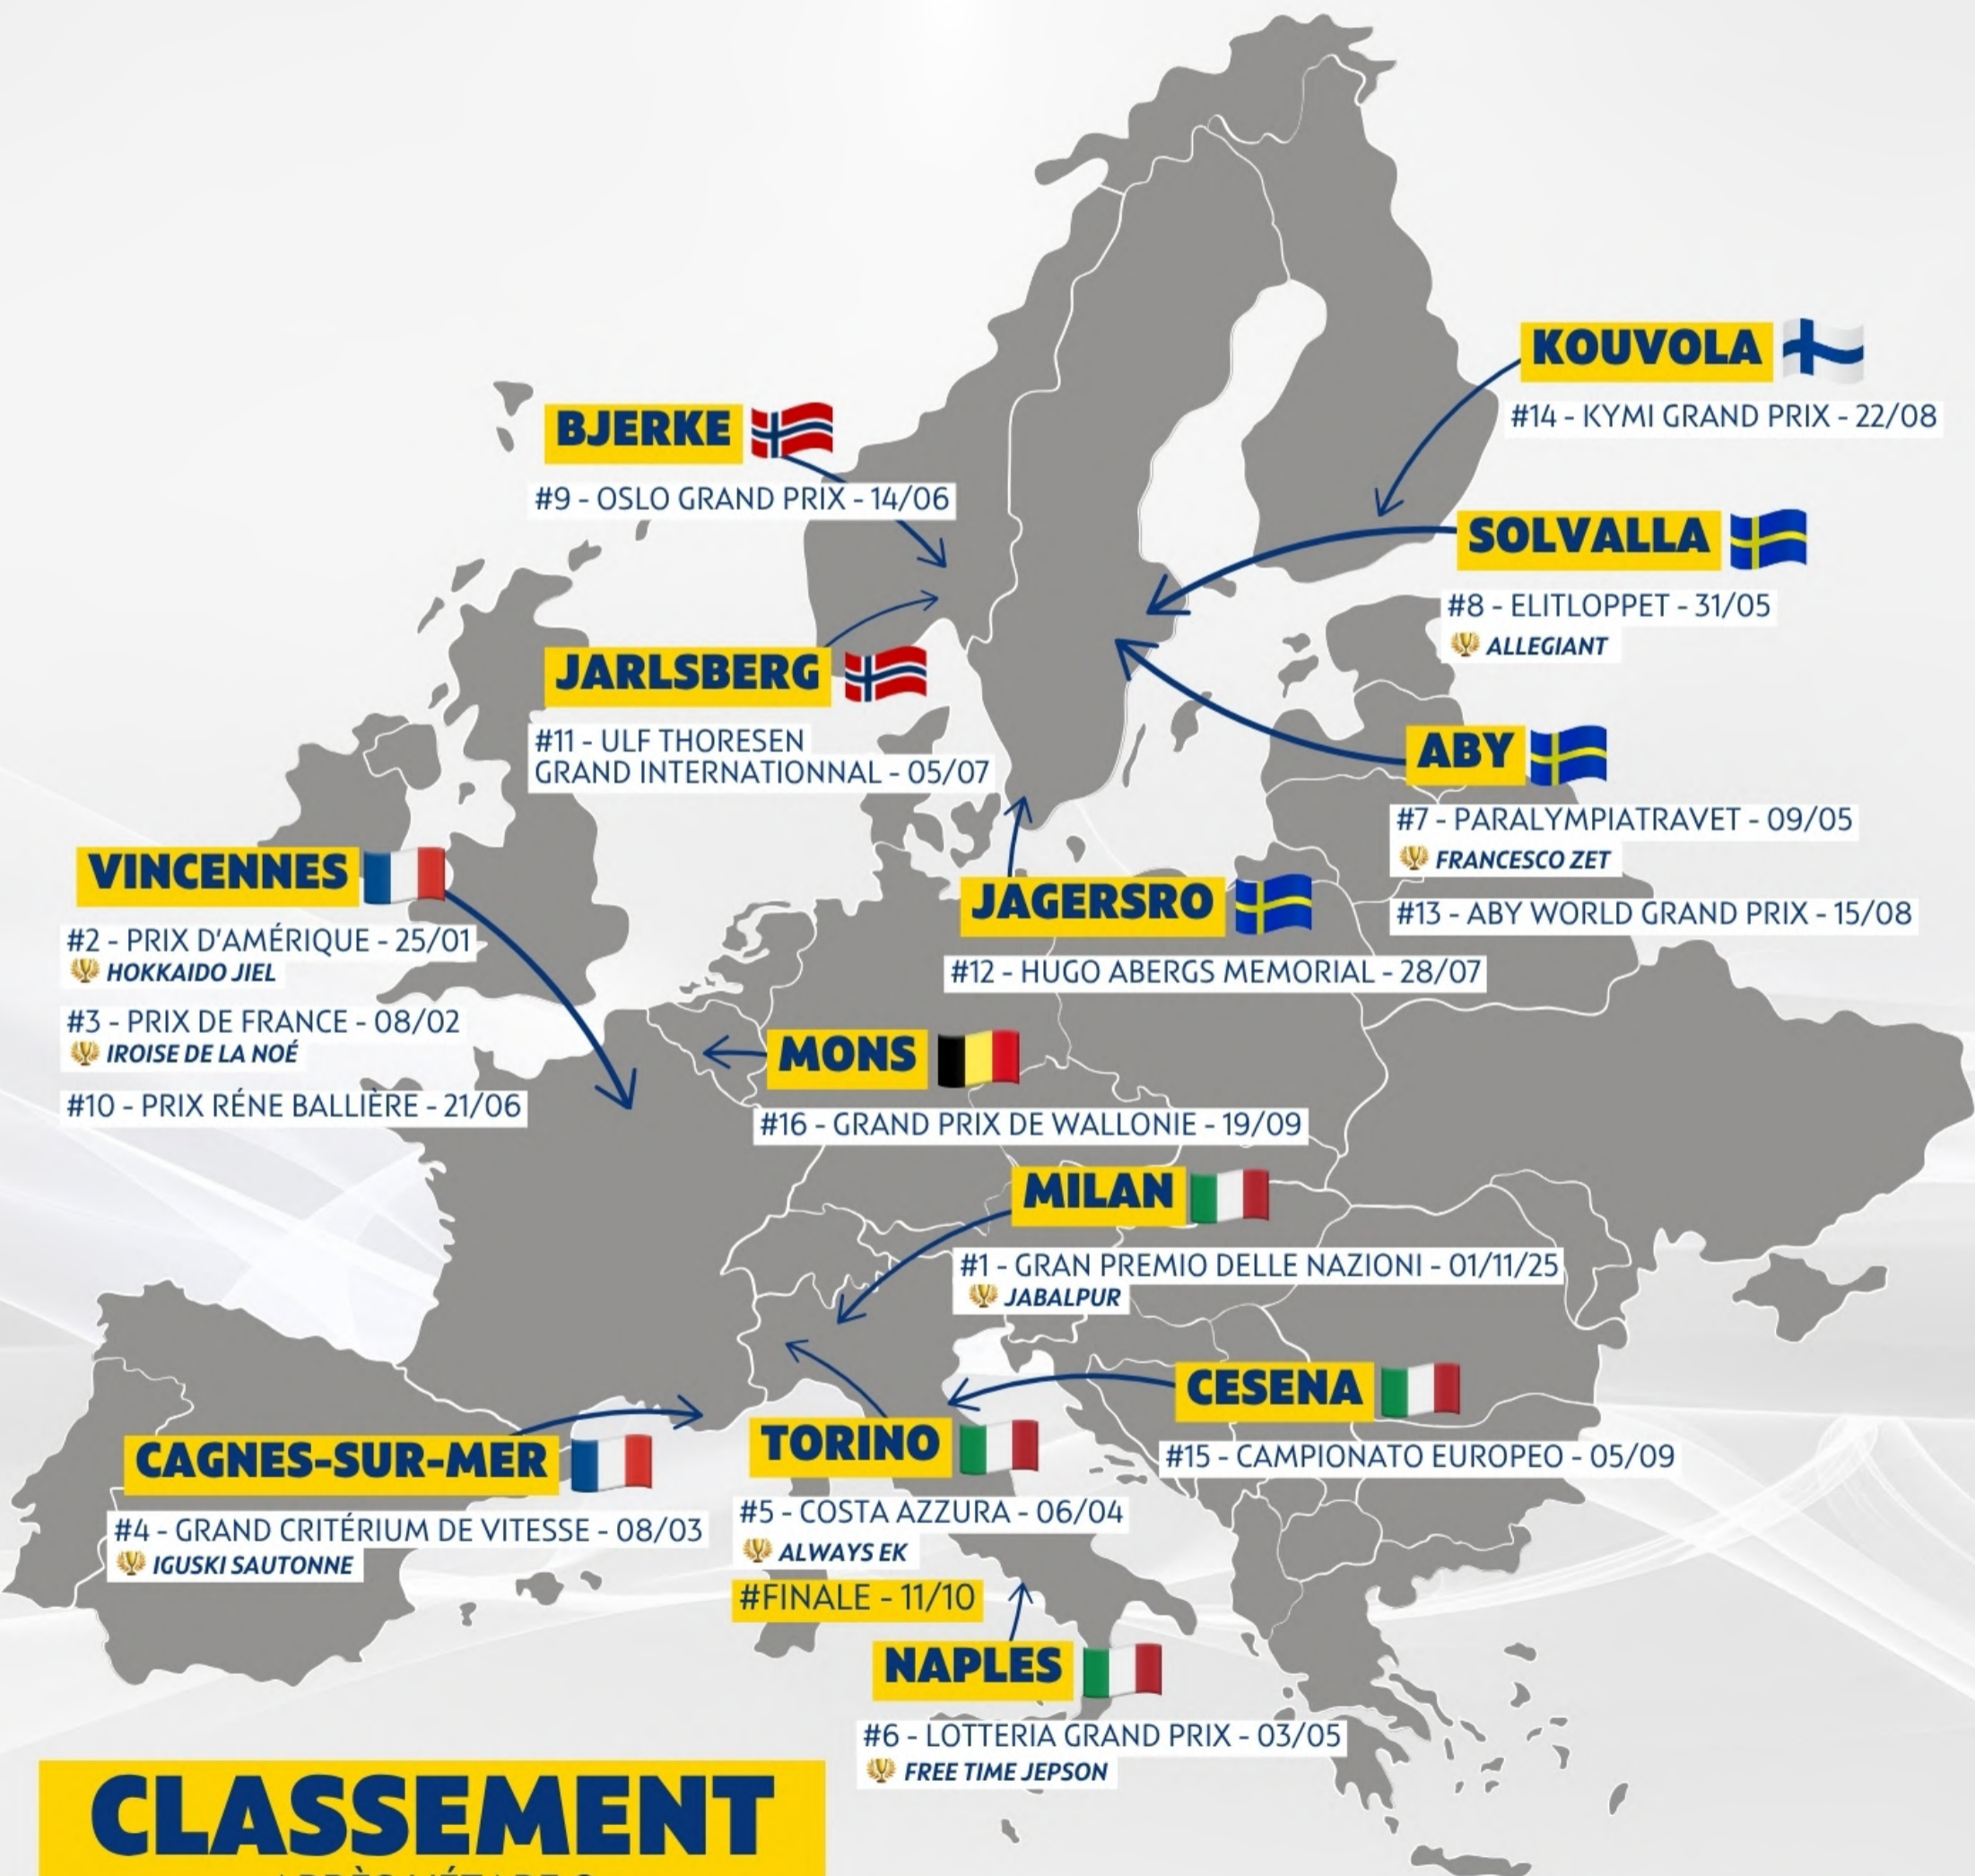 KOUVOLA
#14 - KYMI GRAND PRIX - 22/08
BJERKE
#9 - OSLO GRAND PRIX - 14/06
SOLVALLA
#8 - ELITLOPPET - 31/05
ALLEGIANT
JARLSBERG
#11 - ULF THORESEN
GRAND INTERNATIONNAL - 05/07
ABY
#7 - PARALYMPIATRAVET - 09/05
FRANCESCO ZET
#13 - ABY WORLD GRAND PRIX - 15/08
VINCENNES
#2 - PRIX D'AMÉRIQUE - 25/01
HOKKAIDO JIEL
#3 - PRIX DE FRANCE - 08/02
IROISE DE LA NOÉ
#10 - PRIX RÉNE BALLIÈRE - 21/06
JAGERSRO
#12 - HUGO ABERGS MEMORIAL - 28/07
MONS
#16 - GRAND PRIX DE WALLONIE - 19/09
MILAN
#1 - GRAN PREMIO DELLE NAZIONI - 01/11/25
JABALPUR
CESENA
#15 - CAMPIONATO EUROPEO - 05/09
CAGNES-SUR-MER
#4 - GRAND CRITÉRIUM DE VITESSE - 08/03
IGUSKI SAUTONNE
TORINO
#5 - COSTA AZZURA - 06/04
ALWAYS EK
#FINALE - 11/10
NAPLES
#6 - LOTTERIA GRAND PRIX - 03/05
FREE TIME JEPSON
CLASSEMENT